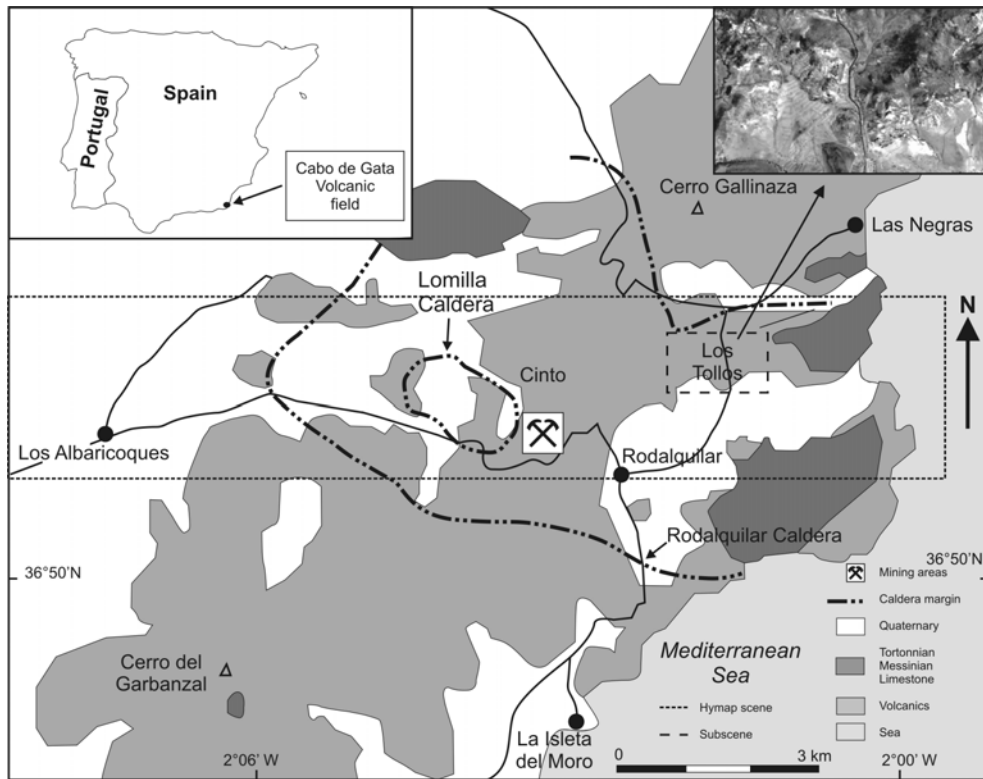 Portugal
Spain
Cabo de Gata
Volcanic
field
Cerro Gallinaza
Las Negras
Lomilla
Caldera
N
Los
Tollos
Cinto
Los Albaricoques
Rodalquilar
Rodalquilar Caldera
36°50'N
36°50'N
Mining areas
Caldera margin
Quaternary
Tortonnian
Messinian
Limestone
Volcanics
Sea
Mediterranean
Sea
Hymap scene
Subscene
Cerro del
Garbanzal
La Isleta
del Moro
0 3 km
2°06' W
2°00' W